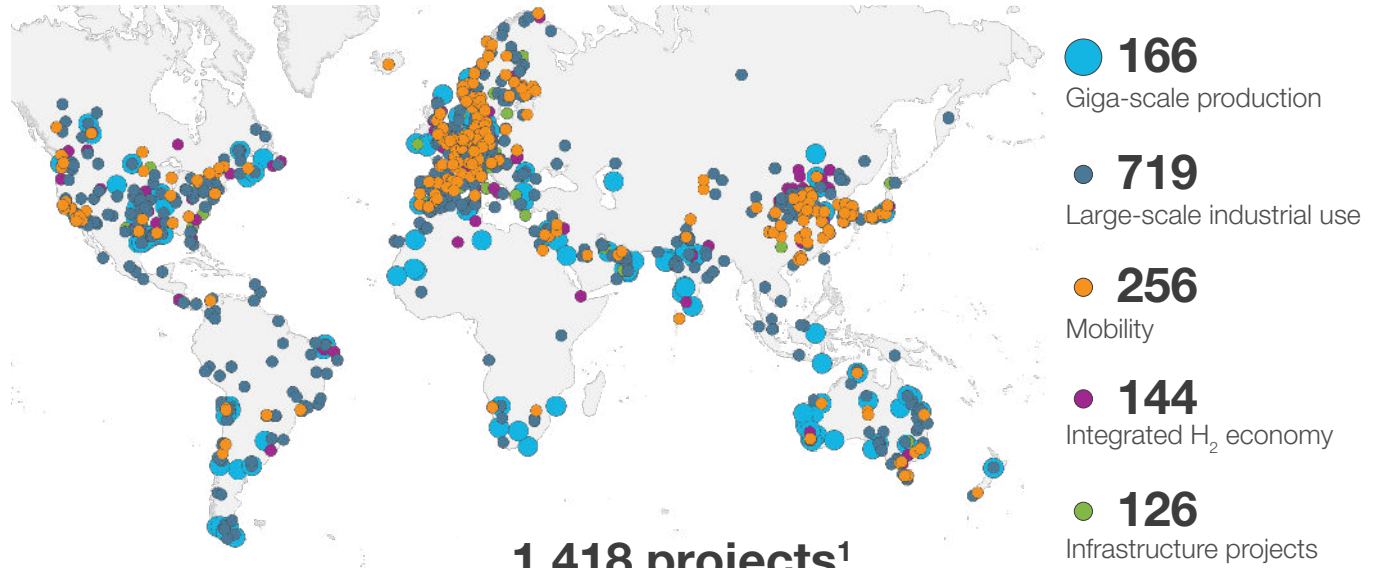 166
Giga-scale production
719
Large-scale industrial use
256
Mobility
144
Integrated H₂ economy
126
Infrastructure projects
1,418 projects¹